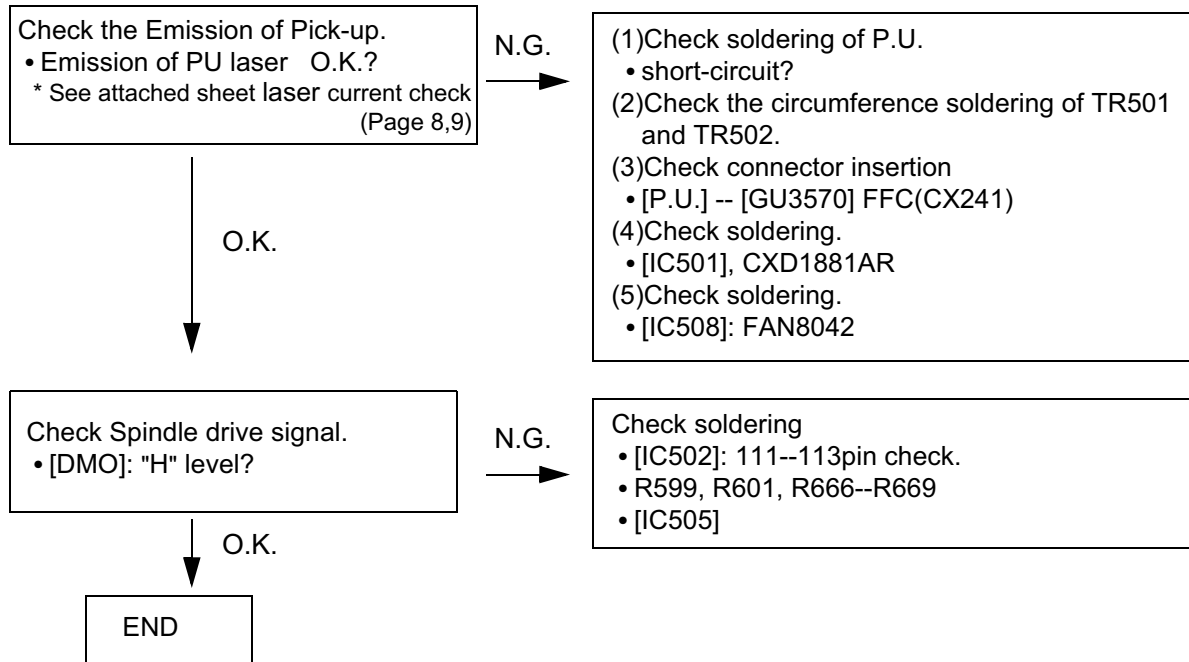 Check the Emission of Pick-up.
• Emission of PU laser O.K.?
* See attached sheet laser current check
(Page 8,9)
N.G.
(1)Check soldering of P.U.
• short-circuit?
(2)Check the circumference soldering of TR501
and TR502.
(3)Check connector insertion
• [P.U.] -- [GU3570] FFC(CX241)
(4)Check soldering.
• [IC501], CXD1881AR
(5)Check soldering.
• [IC508]: FAN8042
O.K.
Check Spindle drive signal.
• [DMO]: "H" level?
N.G.
Check soldering
• [IC502]: 111--113pin check.
• R599, R601, R666--R669
• [IC505]
O.K.
END